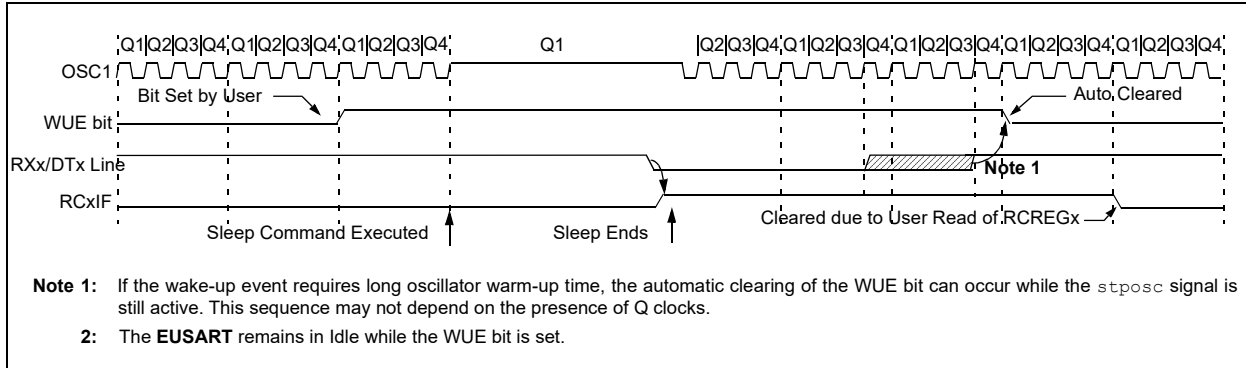 Q1 Q2 Q3 Q4 Q1 Q2 Q3 Q4 Q1 Q2 Q3 Q4 Q1 Q2 Q3 Q4 Q1 Q2 Q3 Q4 Q1 Q2 Q3 Q4 Q1 Q2 Q3 Q4 Q1 Q2 Q3 Q4
OSC1
Bit Set by User
Auto Cleared
WUE bit
RXx/DTx Line
Note 1
RCxIF
Cleared due to User Read of RCREGx
Sleep Command Executed
Sleep Ends
Note 1: If the wake-up event requires long oscillator warm-up time, the automatic clearing of the WUE bit can occur while the stposc signal is
still active. This sequence may not depend on the presence of Q clocks.
2: The EUSART remains in Idle while the WUE bit is set.